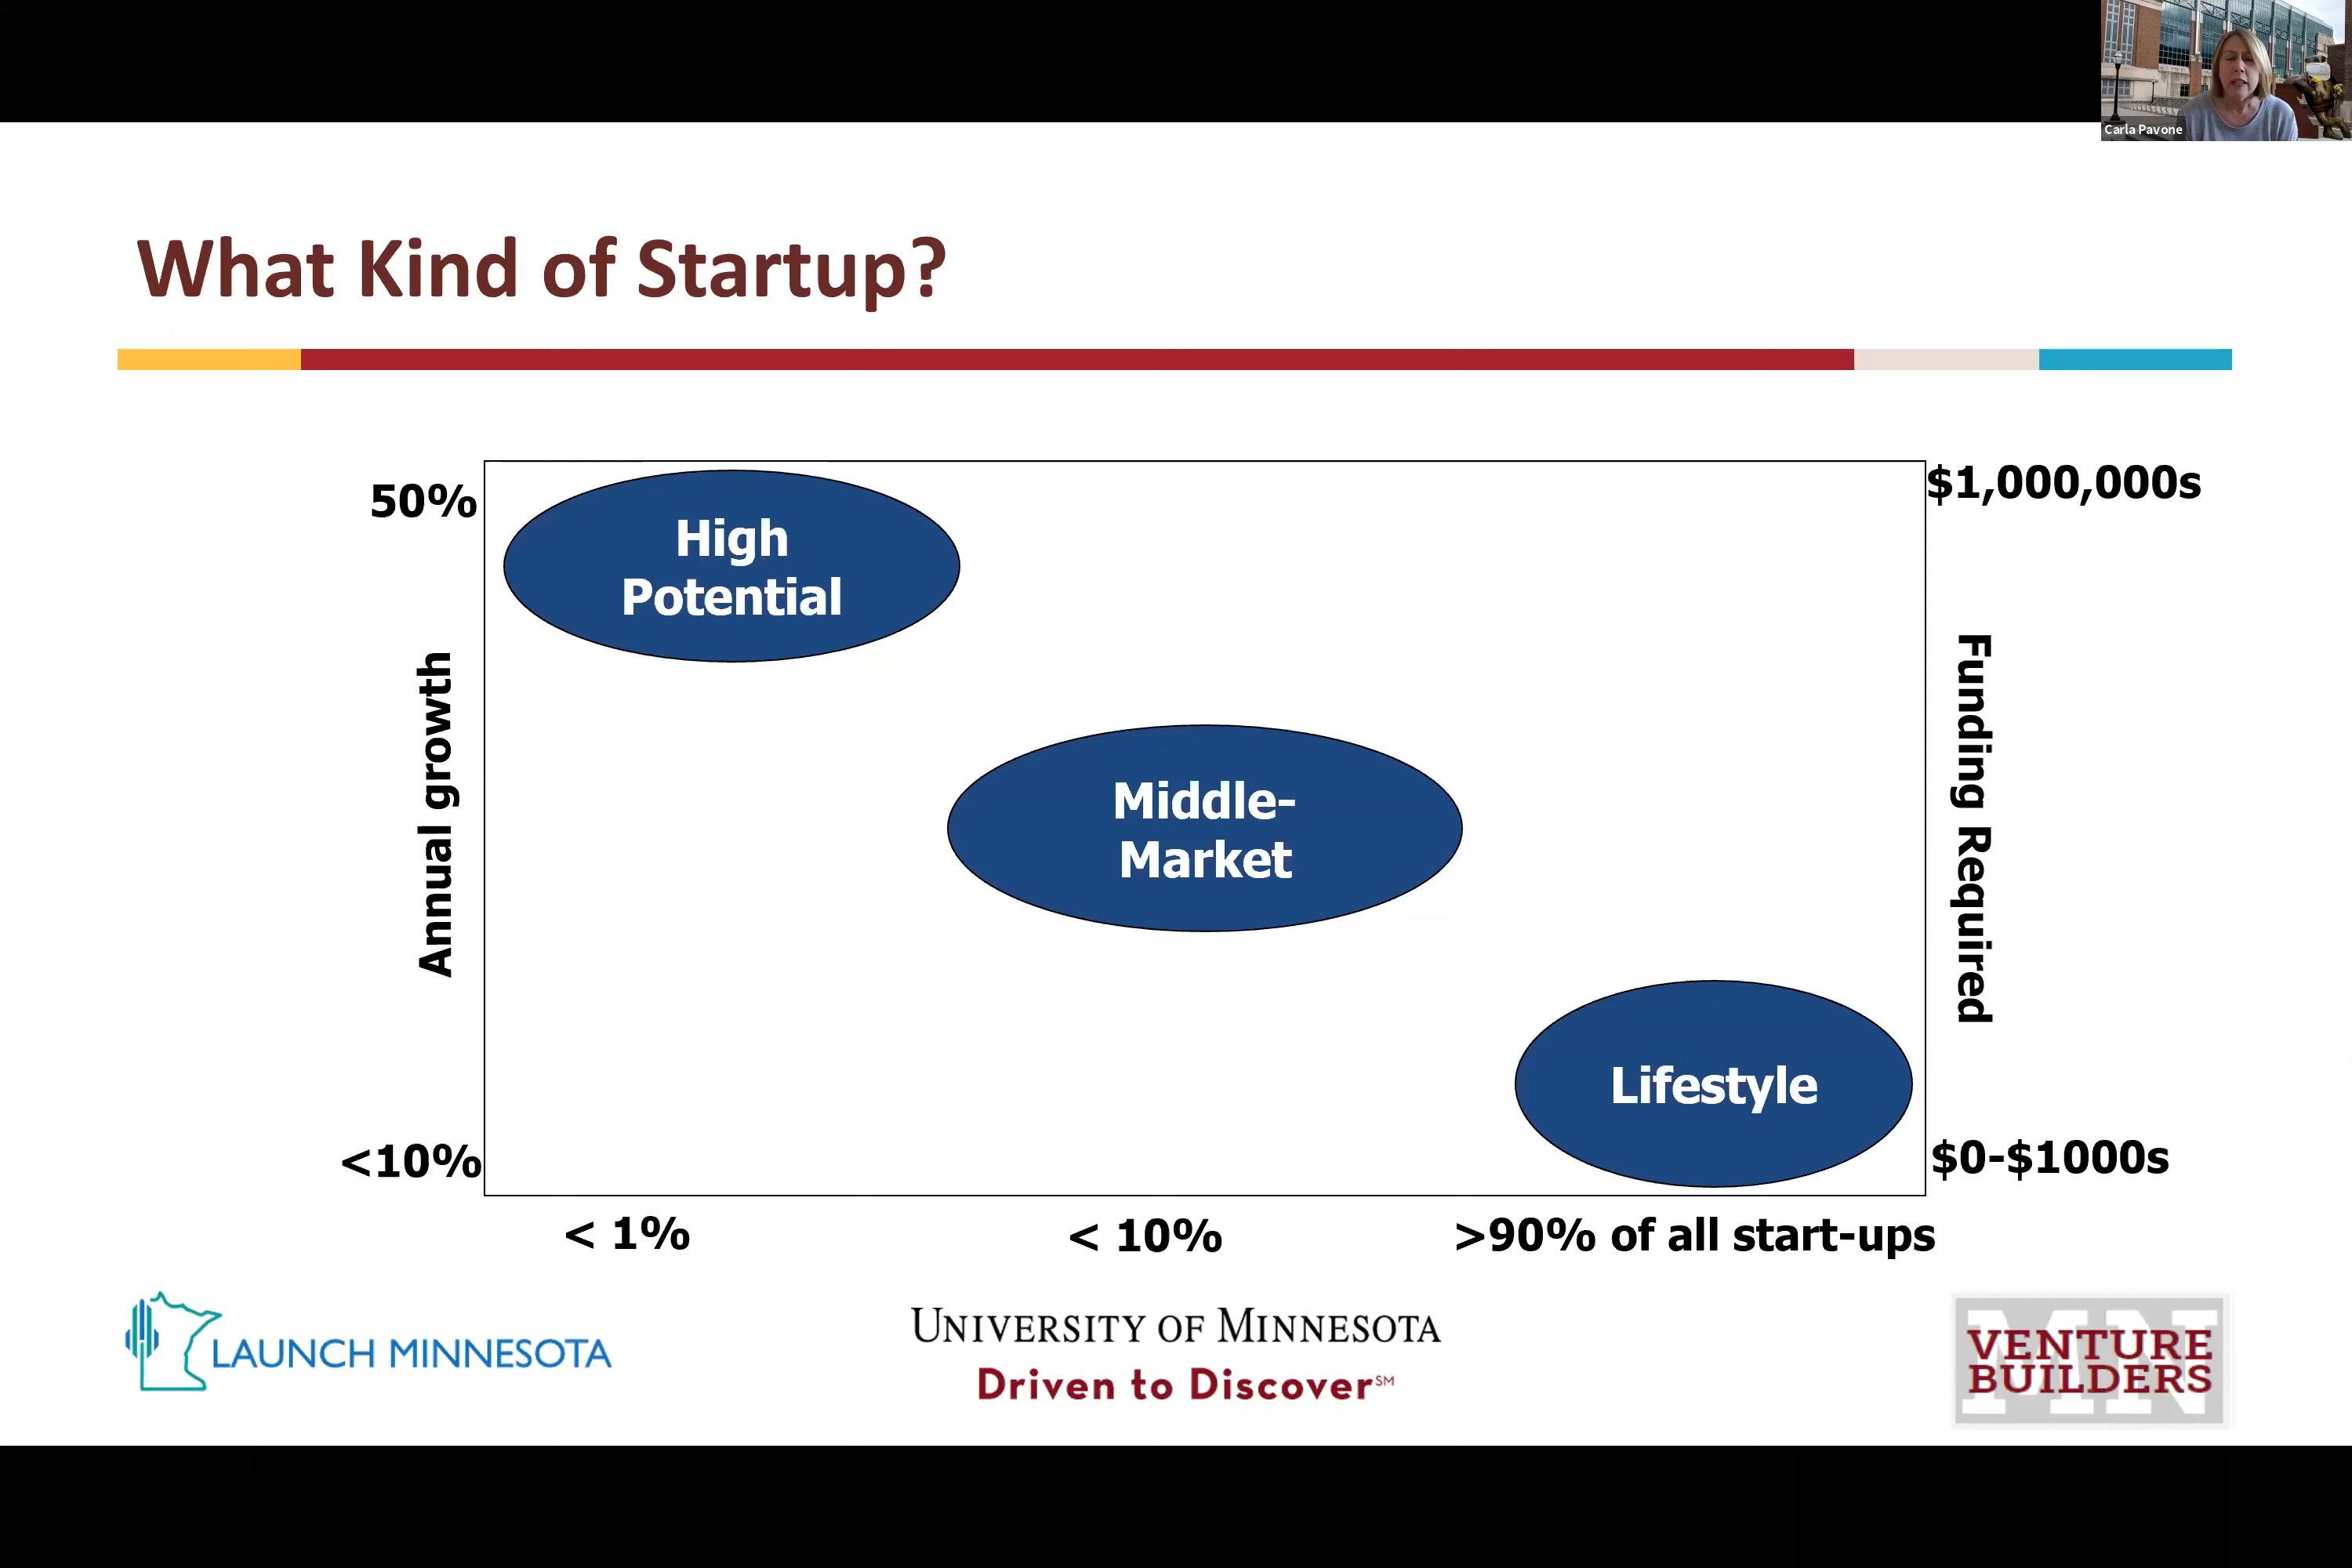 Carla Pavone
What Kind of Startup?
50%
$1,000,000s
High
Potential
Annual growth
Middle-
Market
Funding Required
Lifestyle
<10%
$0-$1000s
< 1%
< 10%
>90% of all start-ups
LAUNCH MINNESOTA
UNIVERSITY OF MINNESOTA
Driven to Discover℠
MN
VENTURE
BUILDERS